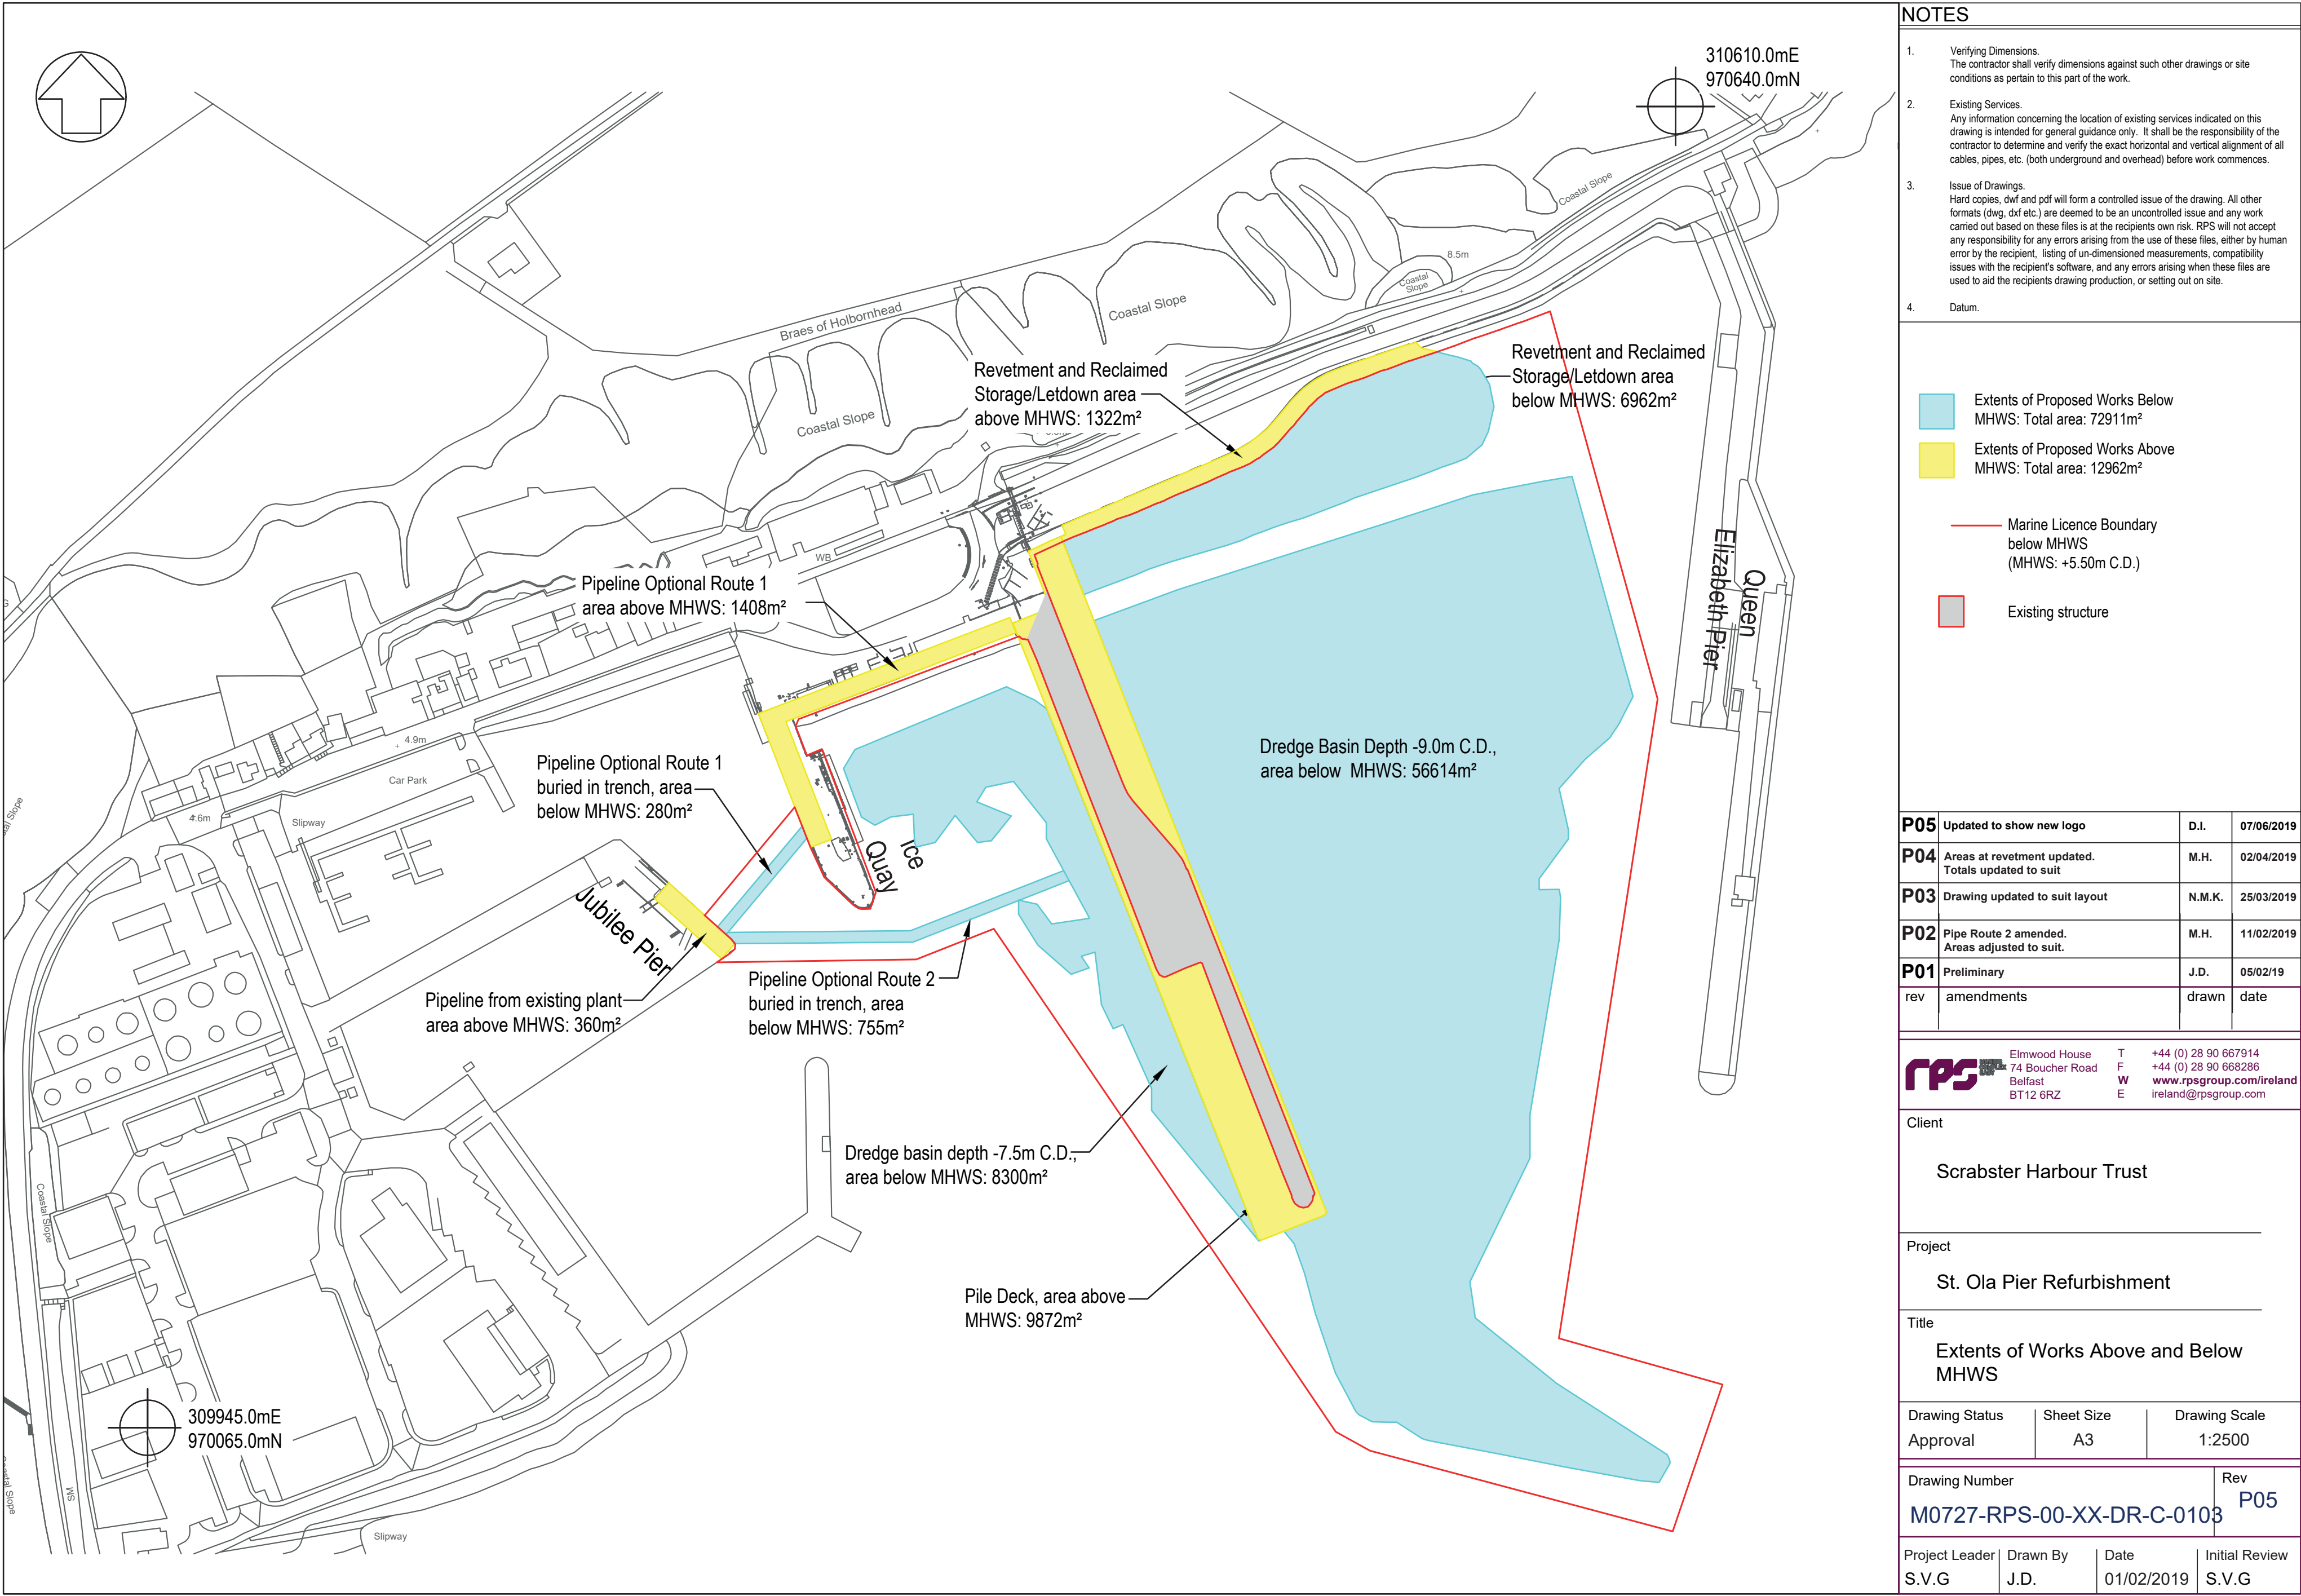 310610.0mE
970640.0mN
Coastal Slope
8.5m
Coastal
Slope
Braes of Holbornhead
Coastal Slope
Coastal Slope
Revetment and Reclaimed
Storage/Letdown area
above MHWS: 1322m²
Revetment and Reclaimed
Storage/Letdown area
below MHWS: 6962m²
WB
Pipeline Optional Route 1
area above MHWS: 1408m²
Queen
Elizabeth Pier
4.9m
Car Park
4.6m
Slipway
Pipeline Optional Route 1
buried in trench, area
below MHWS: 280m²
Dredge Basin Depth -9.0m C.D.,
area below MHWS: 56614m²
Ice
Quay
Jubilee Pier
Pipeline from existing plant
area above MHWS: 360m²
Pipeline Optional Route 2
buried in trench, area
below MHWS: 755m²
Dredge basin depth -7.5m C.D.,
area below MHWS: 8300m²
Pile Deck, area above
MHWS: 9872m²
Coastal Slope
309945.0mE
970065.0mN
WS
Slipway
NOTES
1. Verifying Dimensions.
The contractor shall verify dimensions against such other drawings or site
conditions as pertain to this part of the work.
2. Existing Services.
Any information concerning the location of existing services indicated on this
drawing is intended for general guidance only. It shall be the responsibility of the
contractor to determine and verify the exact horizontal and vertical alignment of all
cables, pipes, etc. (both underground and overhead) before work commences.
3. Issue of Drawings.
Hard copies, dwf and pdf will form a controlled issue of the drawing. All other
formats (dwg, dxf etc.) are deemed to be an uncontrolled issue and any work
carried out based on these files is at the recipients own risk. RPS will not accept
any responsibility for any errors arising from the use of these files, either by human
error by the recipient, listing of un-dimensioned measurements, compatibility
issues with the recipient's software, and any errors arising when these files are
used to aid the recipients drawing production, or setting out on site.
4. Datum.
Extents of Proposed Works Below
MHWS: Total area: 72911m²
Extents of Proposed Works Above
MHWS: Total area: 12962m²
Marine Licence Boundary
below MHWS
(MHWS: +5.50m C.D.)
Existing structure
P05 Updated to show new logo D.I. 07/06/2019
P04 Areas at revetment updated. M.H. 02/04/2019
Totals updated to suit
P03 Drawing updated to suit layout N.M.K. 25/03/2019
P02 Pipe Route 2 amended. M.H. 11/02/2019
Areas adjusted to suit.
P01 Preliminary J.D. 05/02/19
rev amendments drawn date
rps
Elmwood House T +44 (0) 28 90 667914
74 Boucher Road F +44 (0) 28 90 668286
Belfast W www.rpsgroup.com/ireland
BT12 6RZ E ireland@rpsgroup.com
Client
Scrabster Harbour Trust
Project
St. Ola Pier Refurbishment
Title
Extents of Works Above and Below
MHWS
Drawing Status Sheet Size Drawing Scale
Approval A3 1:2500
Drawing Number Rev
M0727-RPS-00-XX-DR-C-0103 P05
Project Leader Drawn By Date Initial Review
S.V.G J.D. 01/02/2019 S.V.G